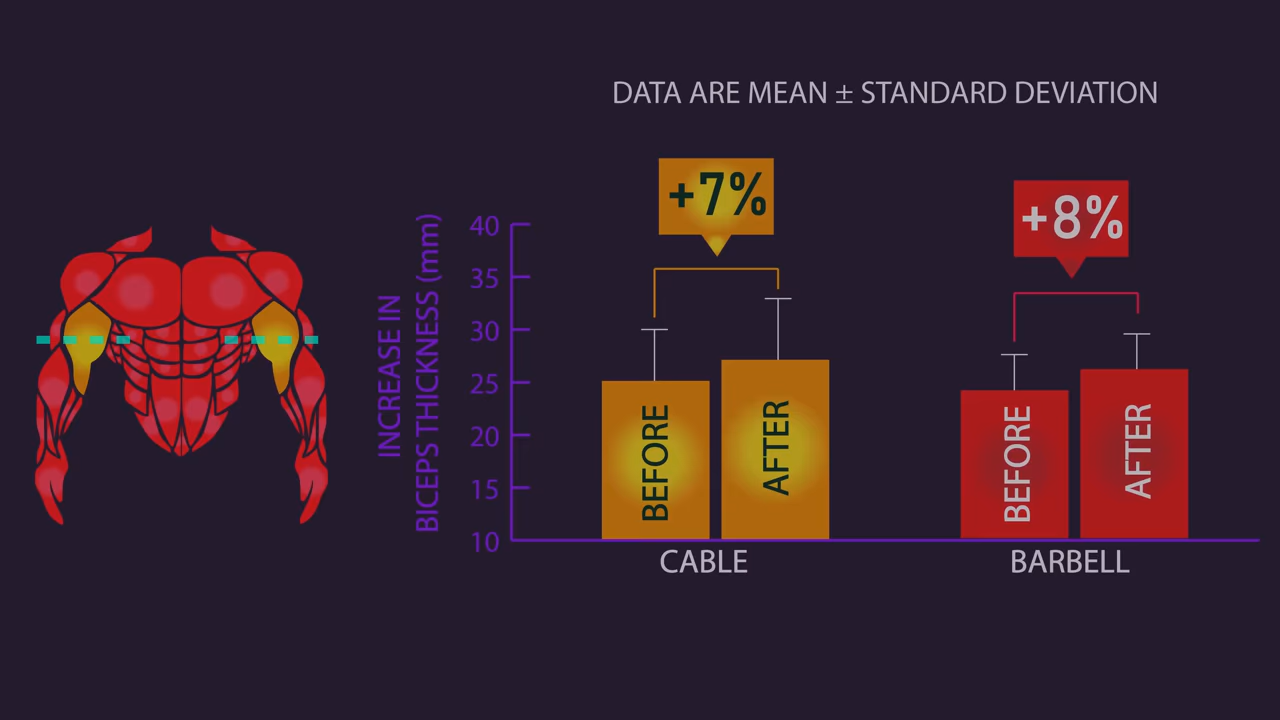 DATA ARE MEAN ± STANDARD DEVIATION
+7%
+8%
INCREASE IN
BICEPS THICKNESS (mm)
40
35
30
25
20
15
10
BEFORE
AFTER
BEFORE
AFTER
CABLE
BARBELL